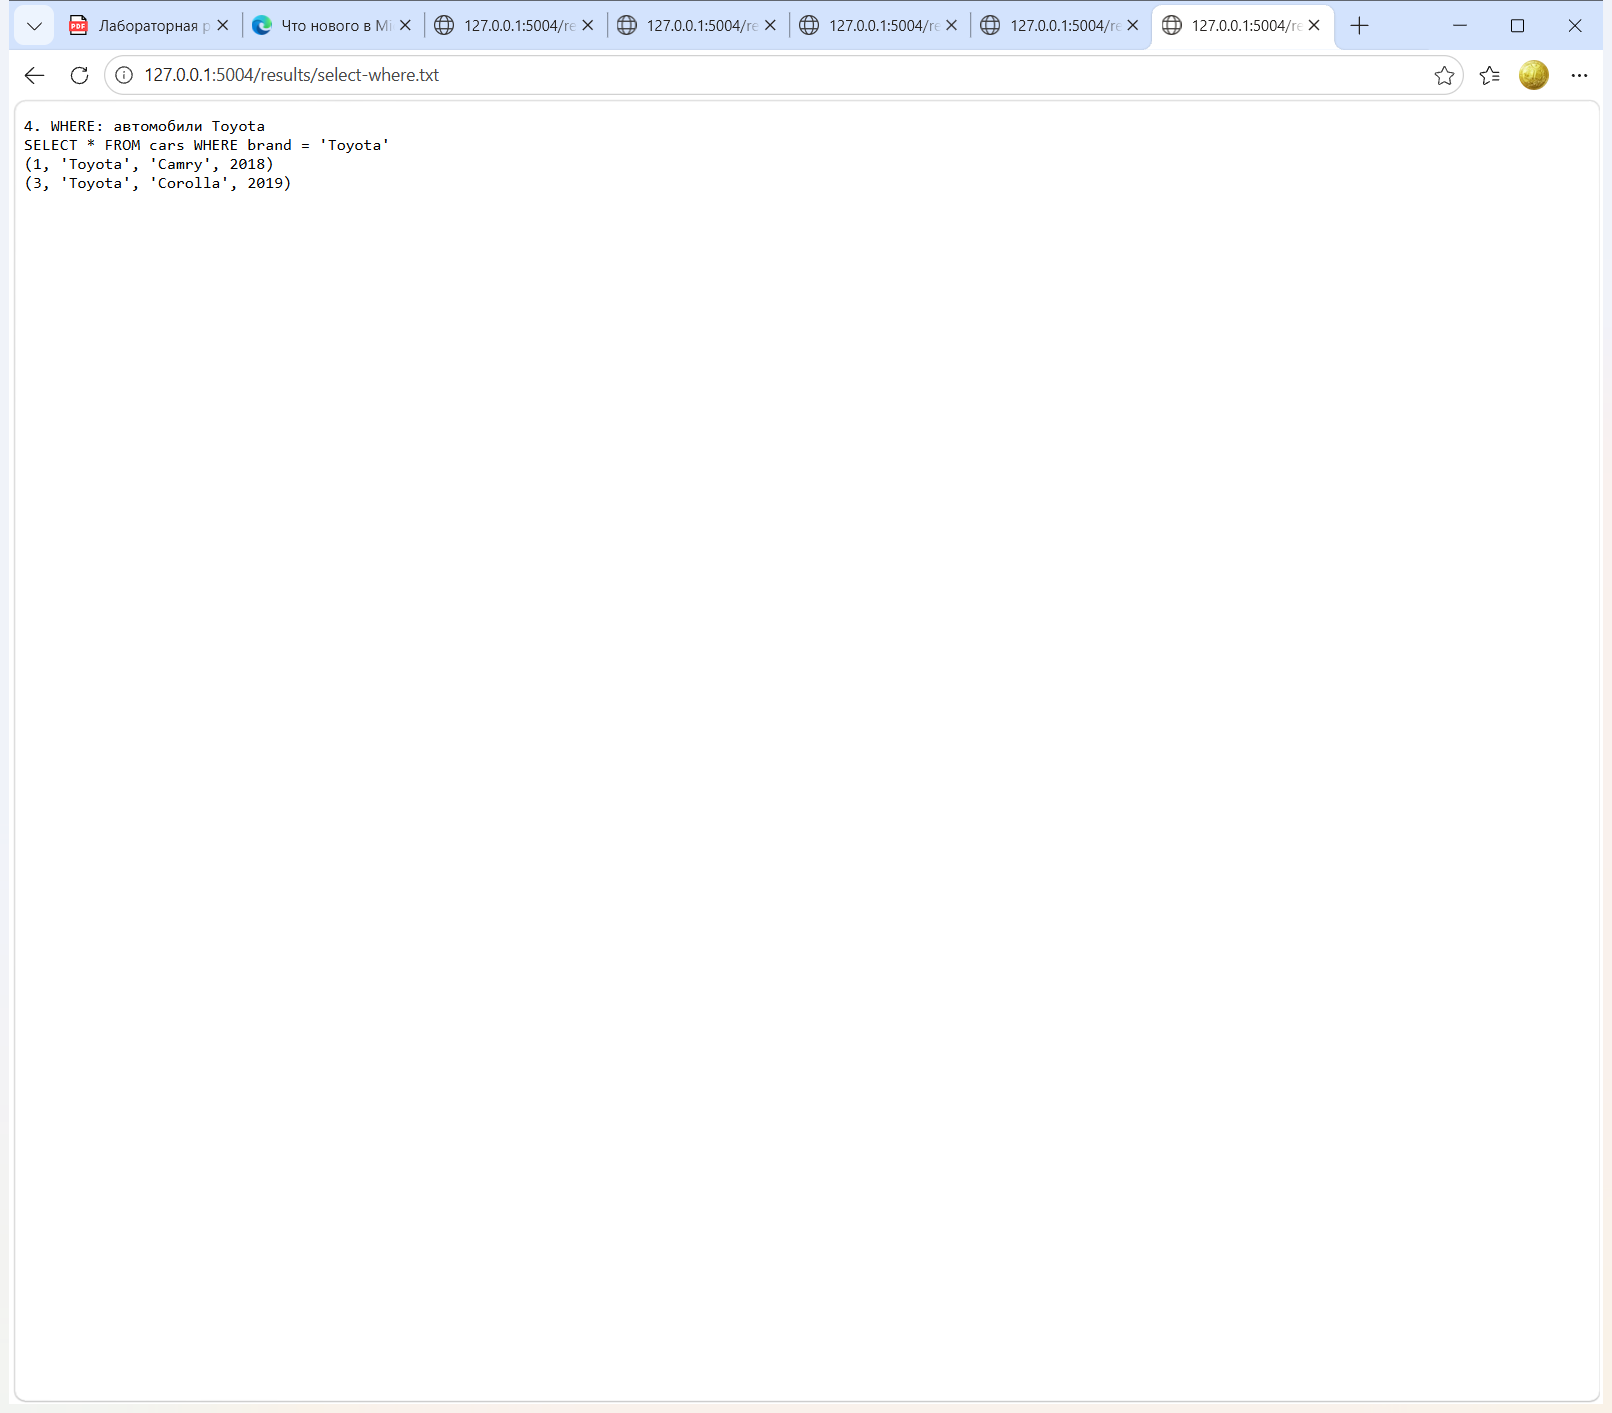 Лабораторная р
Что нового в Mi
127.0.0.1:5004/re
127.0.0.1:5004/re
127.0.0.1:5004/re
127.0.0.1:5004/re
127.0.0.1:5004/re
127.0.0.1:5004/results/select-where.txt
4. WHERE: автомобили Toyota
SELECT * FROM cars WHERE brand = 'Toyota'
(1, 'Toyota', 'Camry', 2018)
(3, 'Toyota', 'Corolla', 2019)